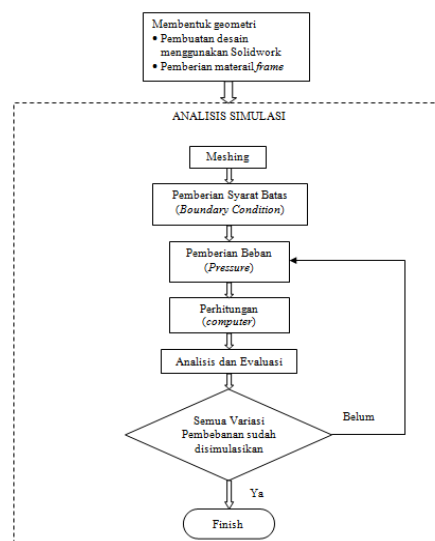 Membentuk geometri
• Pembuatan desain
menggunakan Solidwork
• Pemberian materail frame
ANALISIS SIMULASI
Meshing
Pemberian Syarat Batas
(Boundary Condition)
Pemberian Beban
(Pressure)
Perhitungan
(computer)
Analisis dan Evaluasi
Semua Variasi
Pembebanan sudah
disimulasikan
Belum
Ya
Finish